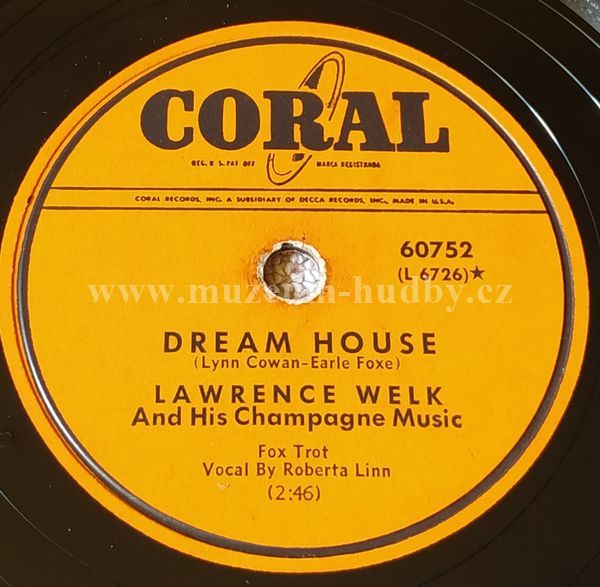 CORAL
REG. U.S. PAT. OFF. MARCA REGISTRADA
CORAL RECORDS, INC. A SUBSIDIARY OF DECCA RECORDS, INC., MADE IN U.S.A.
60752
(L 6726)★
www.muzeum-hudby.cz
DREAM HOUSE
(Lynn Cowan-Earle Foxe)
LAWRENCE WELK
And His Champagne Music
Fox Trot
Vocal By Roberta Linn
(2:46)